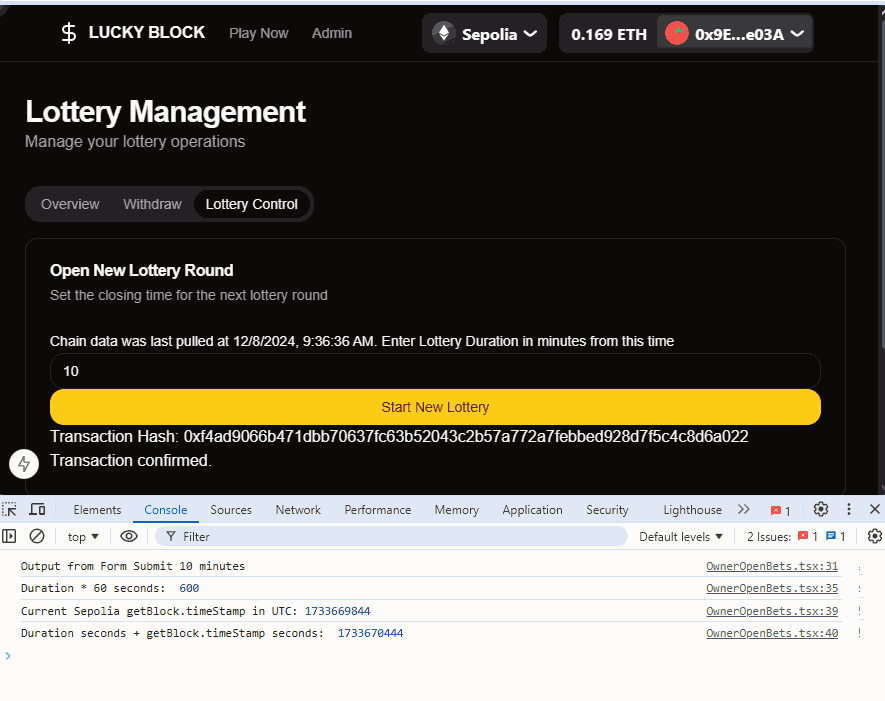 LUCKY BLOCK Play Now Admin Sepolia 0.169 ETH 0x9E...e03A
Lottery Management
Manage your lottery operations
Overview Withdraw Lottery Control
Open New Lottery Round
Set the closing time for the next lottery round
Chain data was last pulled at 12/8/2024, 9:36:36 AM. Enter Lottery Duration in minutes from this time
10
Start New Lottery
Transaction Hash: 0xf4ad9066b471dbb70637fc63b52043c2b57a772a7febbed928d7f5c4c8d6a022
Transaction confirmed.
Elements Console Sources Network Performance Memory Application Security Lighthouse 1
top Filter Default levels 2 Issues: 1 1
Output from Form Submit 10 minutes OwnerOpenBets.tsx:31
Duration * 60 seconds: 600 OwnerOpenBets.tsx:35
Current Sepolia getBlock.timeStamp in UTC: 1733669844 OwnerOpenBets.tsx:39
Duration seconds + getBlock.timeStamp seconds: 1733670444 OwnerOpenBets.tsx:40